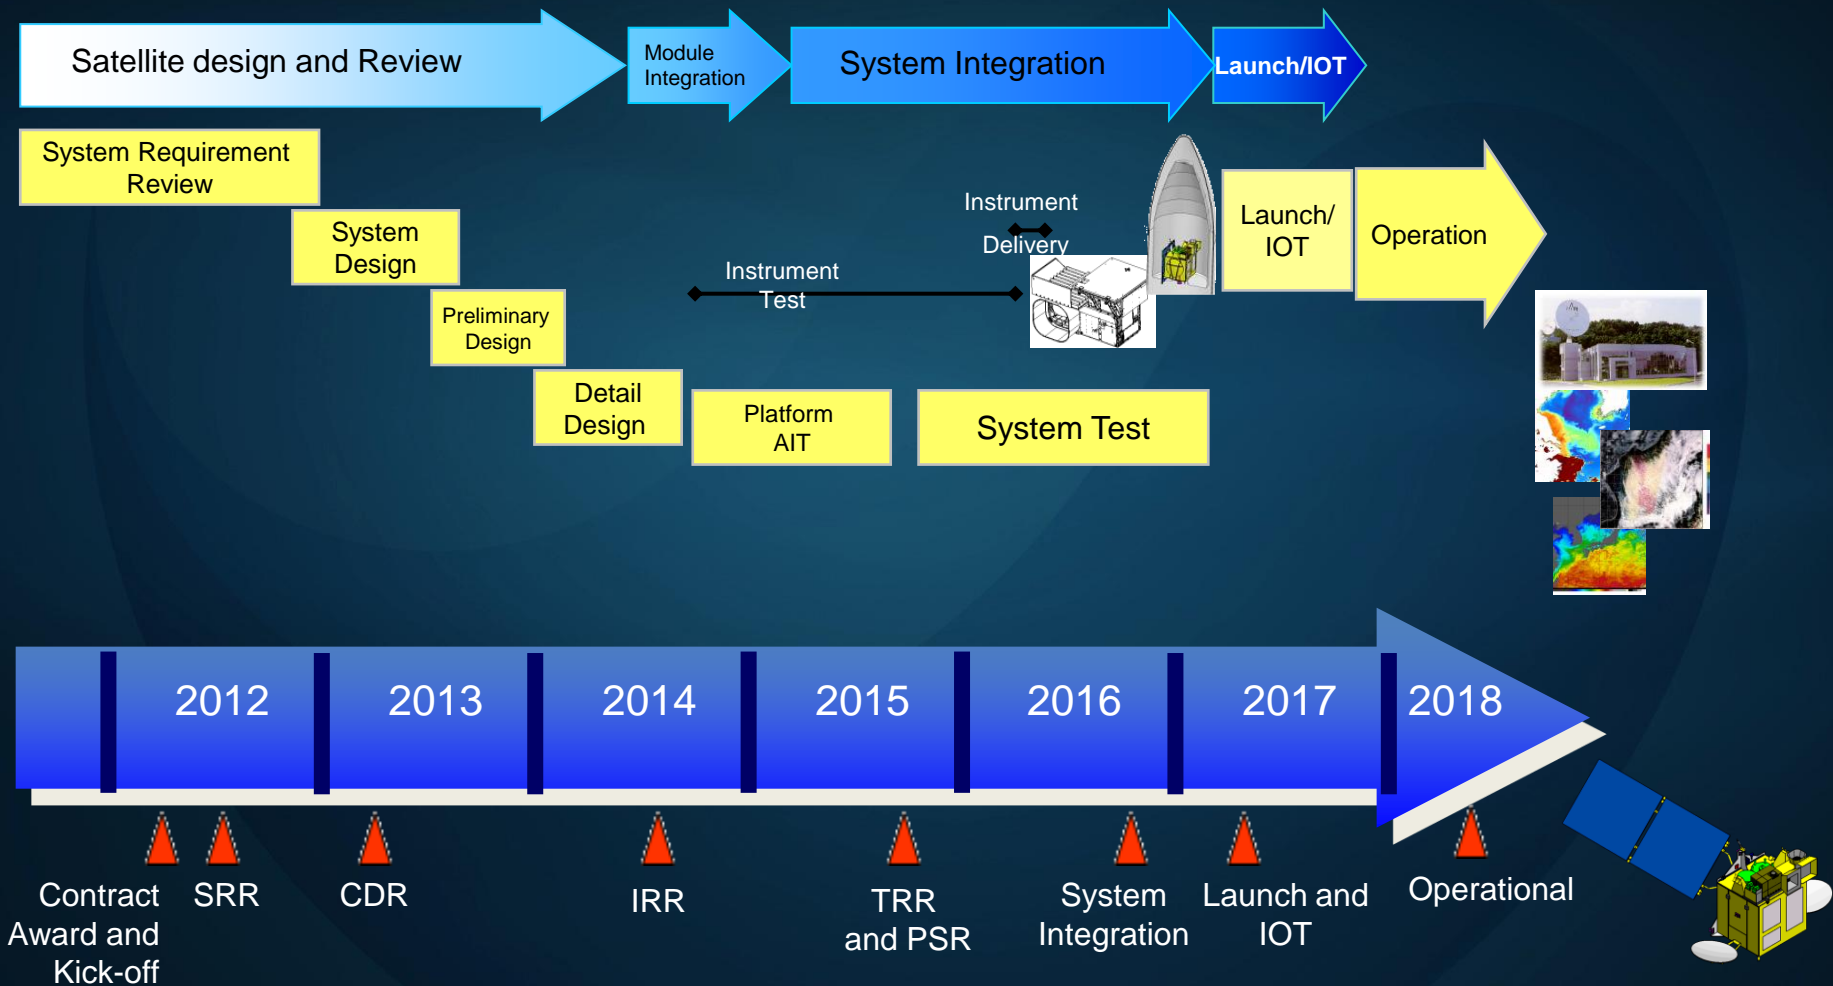 Satellite design and Review
Module
Integration
System Integration
Launch/IOT
System Requirement
Review
System
Design
Preliminary
Design
Detail
Design
Instrument
Test
Platform
AIT
Instrument
Delivery
System Test
Launch/
IOT
Operation
2012
2013
2014
2015
2016
2017
2018
Contract
Award and
Kick-off
SRR
CDR
IRR
TRR
and PSR
System
Integration
Launch and
IOT
Operational